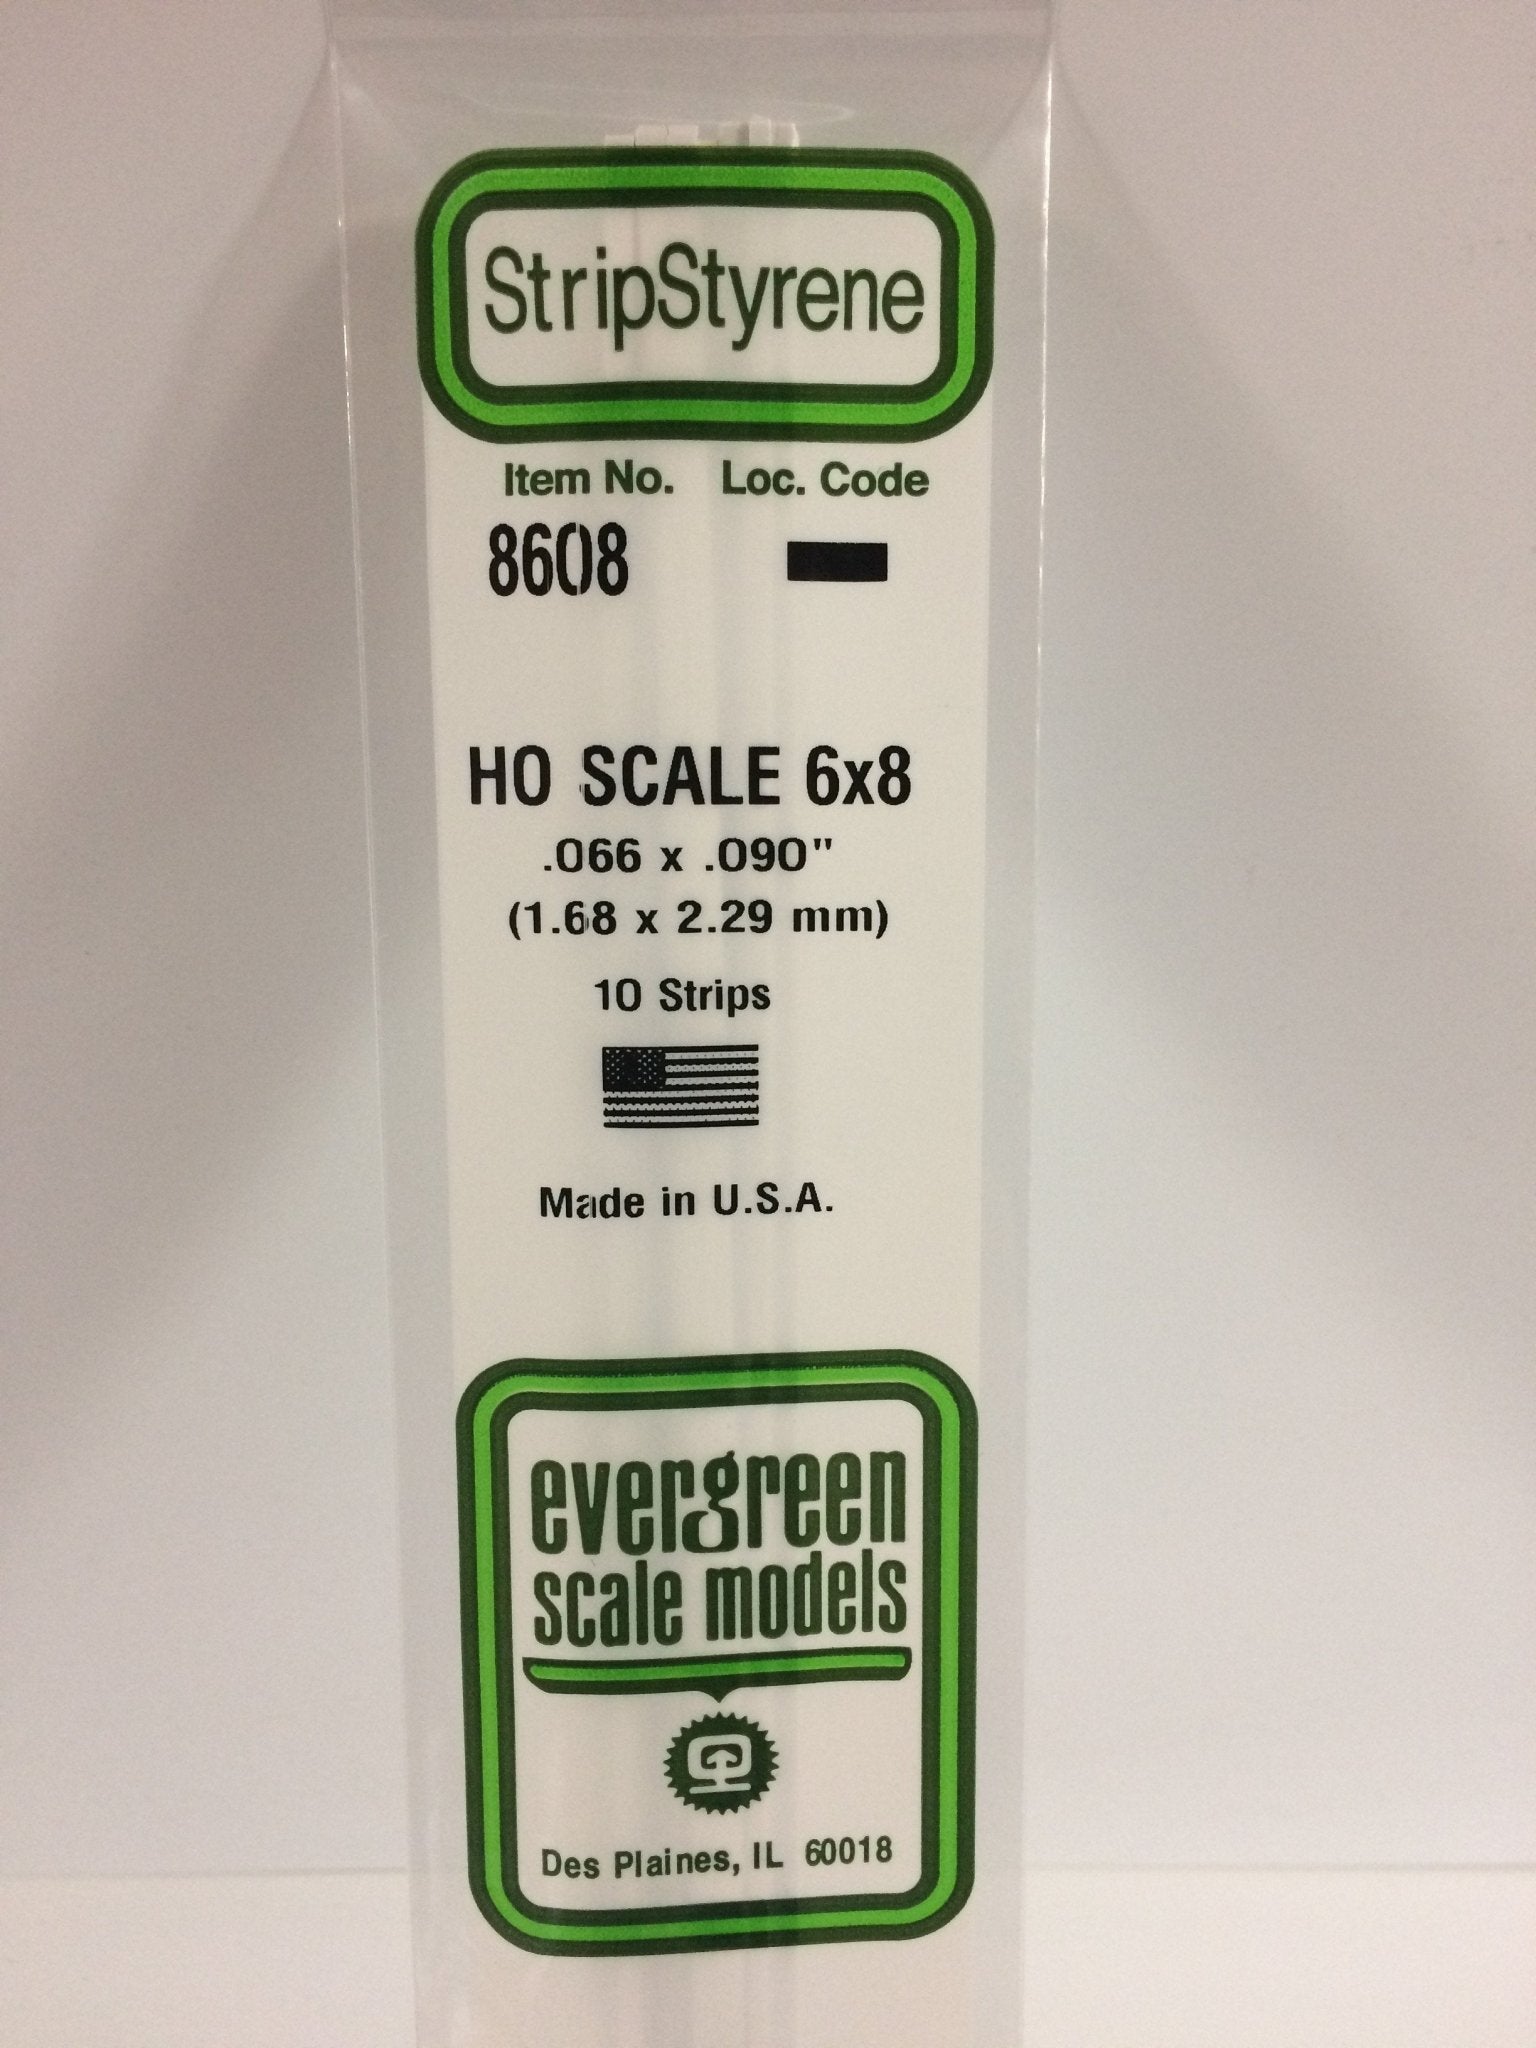 StripStyrene
Item No. Loc. Code
8608
HO SCALE 6x8
.066 x .090"
(1.68 x 2.29 mm)
10 Strips
Made in U.S.A.
evergreen
scale models
Des Plaines, IL 60018